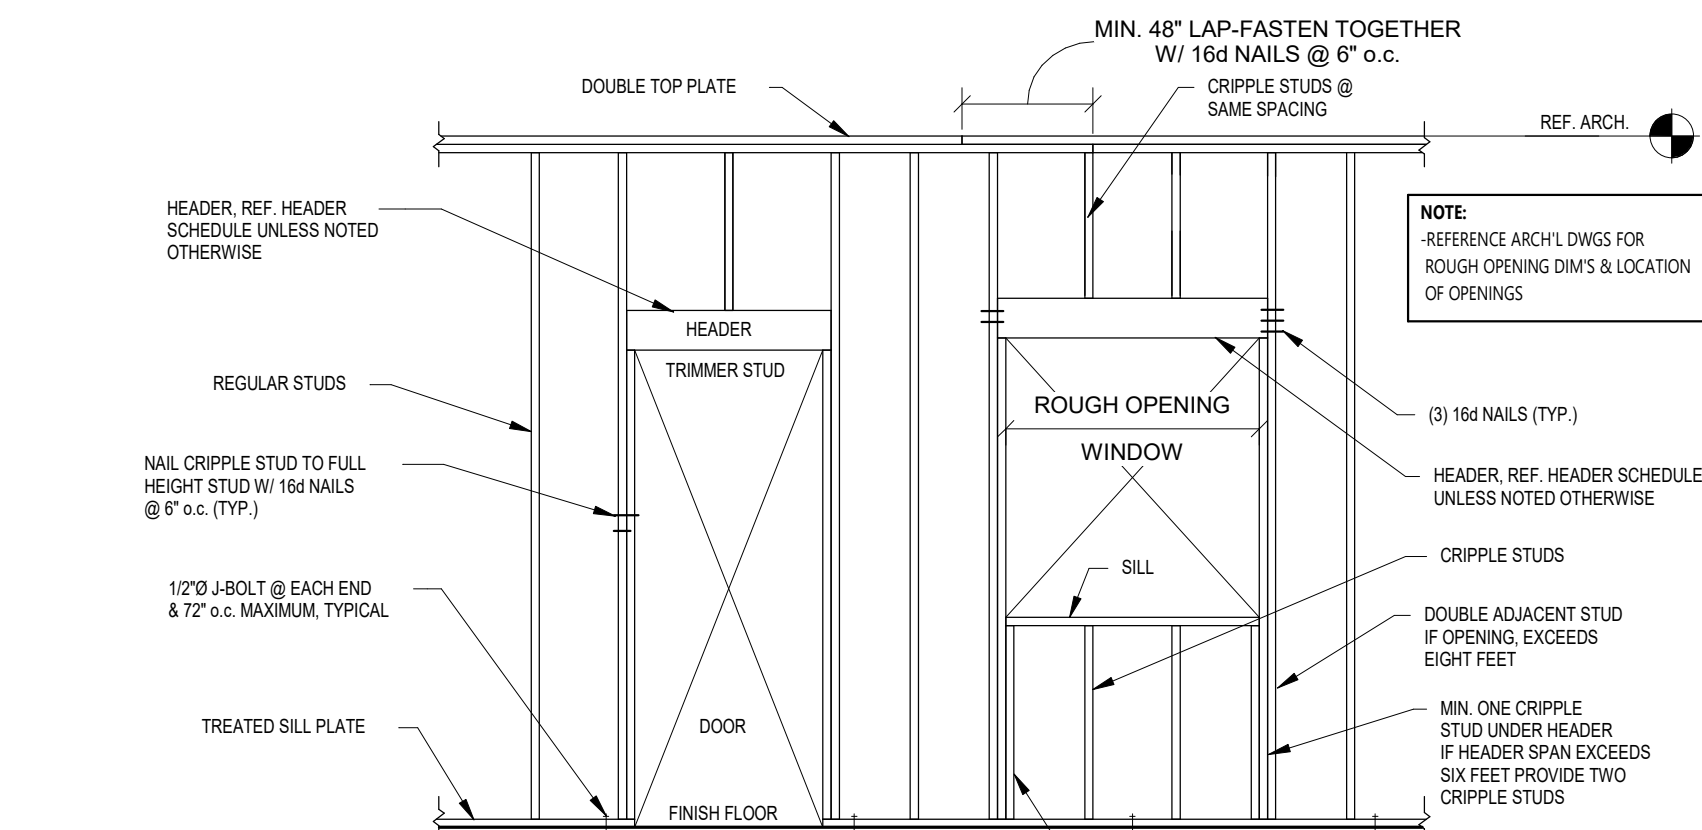 MIN. 48" LAP-FASTEN TOGETHER
W/ 16d NAILS @ 6" o.c.
DOUBLE TOP PLATE
CRIPPLE STUDS @
SAME SPACING
REF. ARCH.
HEADER, REF. HEADER
SCHEDULE UNLESS NOTED
OTHERWISE
NOTE:
-REFERENCE ARCH'L DWGS FOR
ROUGH OPENING DIM'S & LOCATION
OF OPENINGS
HEADER
TRIMMER STUD
REGULAR STUDS
ROUGH OPENING
WINDOW
(3) 16d NAILS (TYP.)
NAIL CRIPPLE STUD TO FULL
HEIGHT STUD W/ 16d NAILS
@ 6" o.c. (TYP.)
HEADER, REF. HEADER SCHEDULE
UNLESS NOTED OTHERWISE
CRIPPLE STUDS
SILL
1/2"Ø J-BOLT @ EACH END
& 72" o.c. MAXIMUM, TYPICAL
DOUBLE ADJACENT STUD
IF OPENING, EXCEEDS
EIGHT FEET
TREATED SILL PLATE
DOOR
MIN. ONE CRIPPLE
STUD UNDER HEADER
IF HEADER SPAN EXCEEDS
SIX FEET PROVIDE TWO
CRIPPLE STUDS
FINISH FLOOR